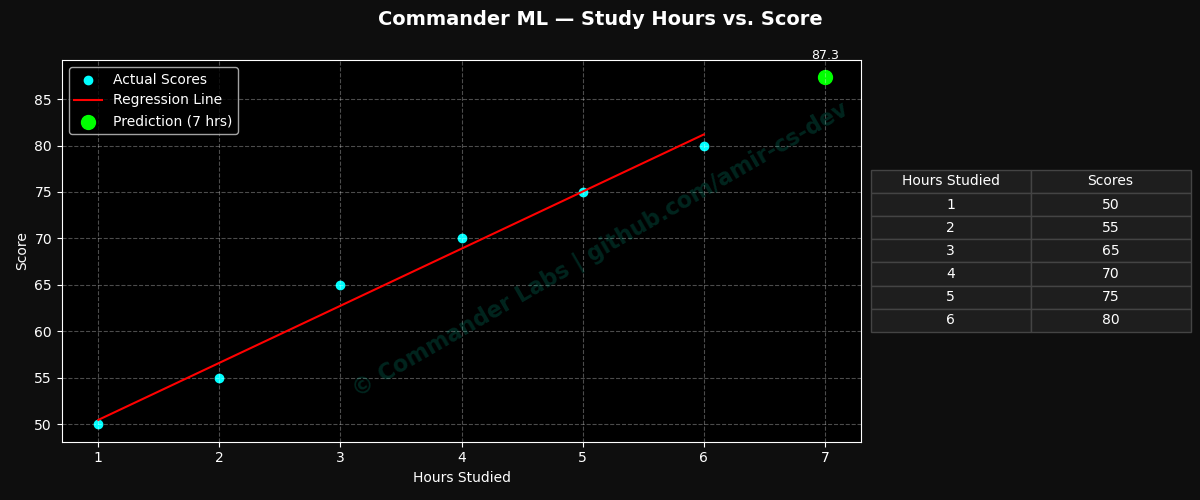 Commander ML — Study Hours vs. Score
87.3
Actual Scores
Regression Line
Prediction (7 hrs)
85
80
75
70
65
60
55
50
Score
1 2 3 4 5 6 7
Hours Studied
© Commander Labs | github.com/amir-cs-dev
Hours Studied Scores
1 50
2 55
3 65
4 70
5 75
6 80